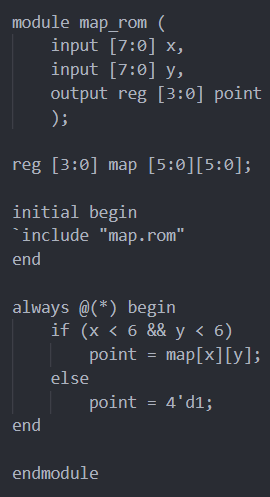 module map_rom (
    input [7:0] x,
    input [7:0] y,
    output reg [3:0] point
    );

reg [3:0] map [5:0][5:0];

initial begin
`include "map.rom"
end

always @(*) begin
    if (x < 6 && y < 6)
        point = map[x][y];
    else
        point = 4'd1;
end

endmodule